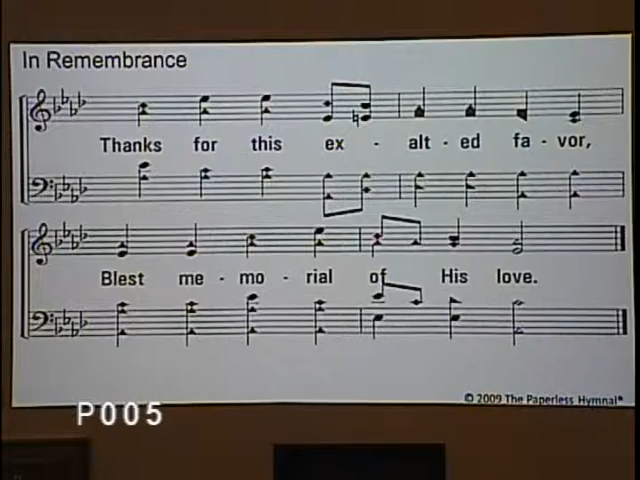 In Remembrance
Thanks for this ex - alt - ed fa - vor,
Blest me - mo - rial of His love.
© 2009 The Paperless Hymnal®
P005